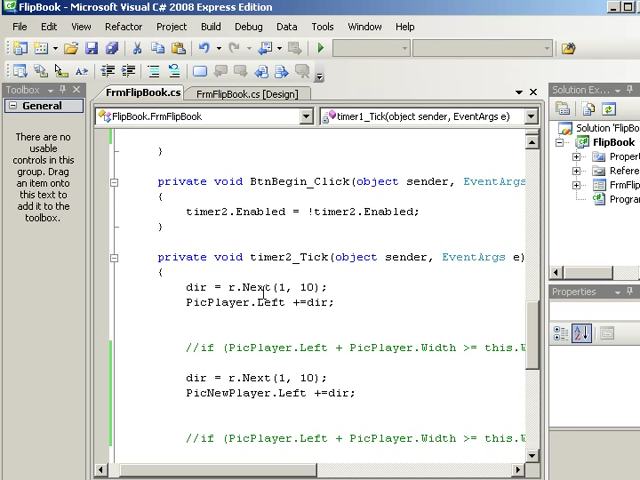 FlipBook - Microsoft Visual C# 2008 Express Edition
File Edit View Refactor Project Build Debug Data Tools Window Help
Toolbox
General
There are no
usable
controls in this
group. Drag
an item onto
this text to
add it to the
toolbox.
FrmFlipBook.cs FrmFlipBook.cs [Design]
FlipBook.FrmFlipBook timer1_Tick(object sender, EventArgs e)
}
private void BtnBegin_Click(object sender, EventArgs
{
timer2.Enabled = !timer2.Enabled;
}
private void timer2_Tick(object sender, EventArgs e)
{
dir = r.Next(1, 10);
PicPlayer.Left +=dir;
//if (PicPlayer.Left + PicPlayer.Width >= this.W
dir = r.Next(1, 10);
PicNewPlayer.Left +=dir;
//if (PicPlayer.Left + PicPlayer.Width >= this.W
Solution Ex...
Solution 'FlipBo
FlipBook
Propert
Referen
FrmFlip
Program
Properties